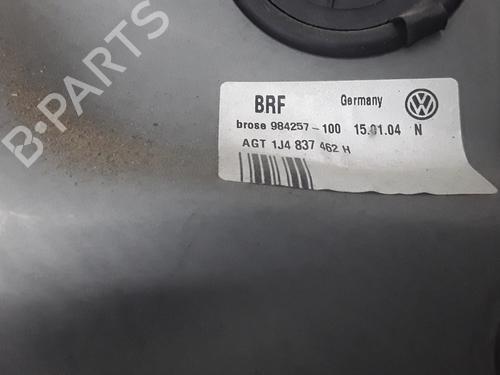 B-PARTS
BRF Germany
brose 984257-100 15.01.04 N
AGT 1J4 837 462 H